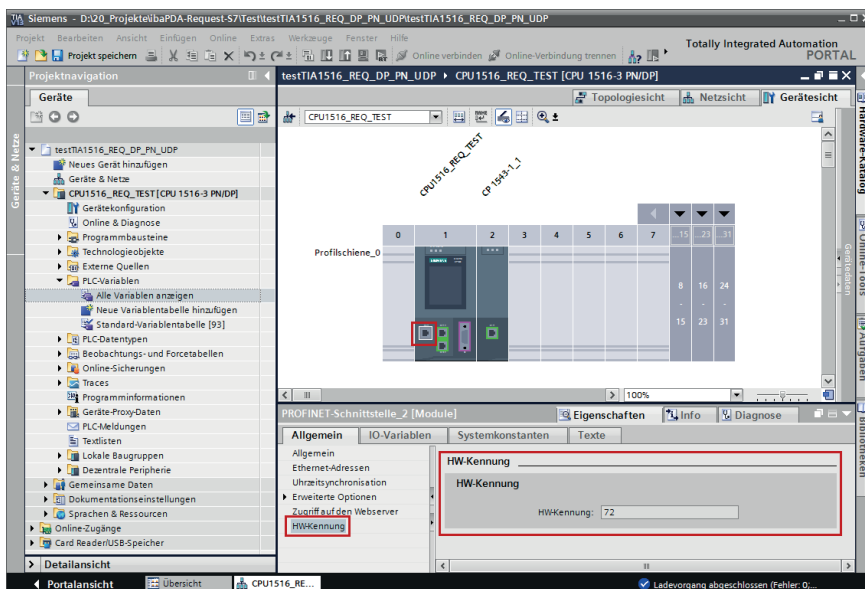 Siemens - D:\20_Projekte\ibaPDA-Request-S7\Test\testTIA1516_REQ_DP_PN_UDP\testTIA1516_REQ_DP_PN_UDP
Projekt Bearbeiten Ansicht Einfügen Online Extras Werkzeuge Fenster Hilfe
Totally Integrated Automation
PORTAL
Projekt speichern
Online verbinden
Online-Verbindung trennen
Projektnavigation
testTIA1516_REQ_DP_PN_UDP ▸ CPU1516_REQ_TEST [CPU 1516-3 PN/DP]
Geräte
Topologiesicht
Netzsicht
Gerätesicht
CPU1516_REQ_TEST
Geräte & Netze
testTIA1516_REQ_DP_PN_UDP
Neues Gerät hinzufügen
Geräte & Netze
CPU1516_REQ_TEST [CPU 1516-3 PN/DP]
Gerätekonfiguration
Online & Diagnose
Programmbausteine
Technologieobjekte
Externe Quellen
PLC-Variablen
Alle Variablen anzeigen
Neue Variablentabelle hinzufügen
Standard-Variablentabelle [93]
PLC-Datentypen
Beobachtungs- und Forcetabellen
Online-Sicherungen
Traces
Programminformationen
Geräte-Proxy-Daten
PLC-Meldungen
Textlisten
Lokale Baugruppen
Dezentrale Peripherie
Gemeinsame Daten
Dokumentationseinstellungen
Sprachen & Ressourcen
Online-Zugänge
Card Reader/USB-Speicher
Detailansicht
CPU1516_REQ_TEST
CP 1543-1_1
0 1 2 3 4 5 6 7 ...15 ...23 ...31
Profilschiene_0
SIEMENS
8 16 24
- - -
15 23 31
100%
Gerätedaten
Hardware-Katalog
Online-Tools
Aufgaben
Bibliotheken
PROFINET-Schnittstelle_2 [Module]
Eigenschaften
Info
Diagnose
Allgemein
IO-Variablen
Systemkonstanten
Texte
Allgemein
Ethernet-Adressen
Uhrzeitsynchronisation
Erweiterte Optionen
Zugriff auf den Webserver
HW-Kennung
HW-Kennung
HW-Kennung
HW-Kennung: 72
Portalansicht
Übersicht
CPU1516_RE...
Ladevorgang abgeschlossen (Fehler: 0;...